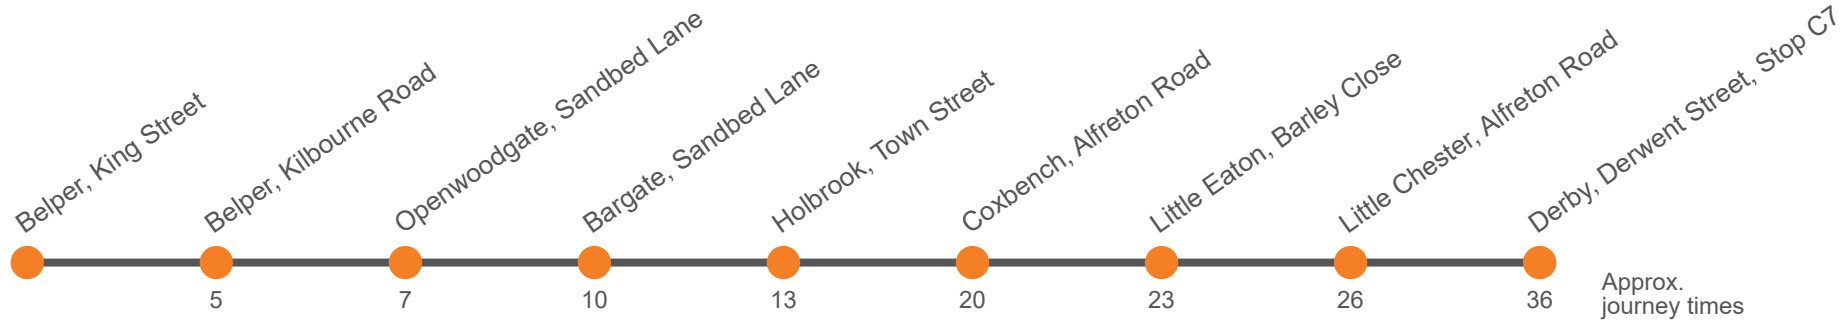 Belper, King Street
Belper, Kilbourne Road
Openwoodgate, Sandbed Lane
Bargate, Sandbed Lane
Holbrook, Town Street
Coxbench, Alfreton Road
Little Eaton, Barley Close
Little Chester, Alfreton Road
Derby, Derwent Street, Stop C7
5 7 10 13 20 23 26 36
Approx.
journey times